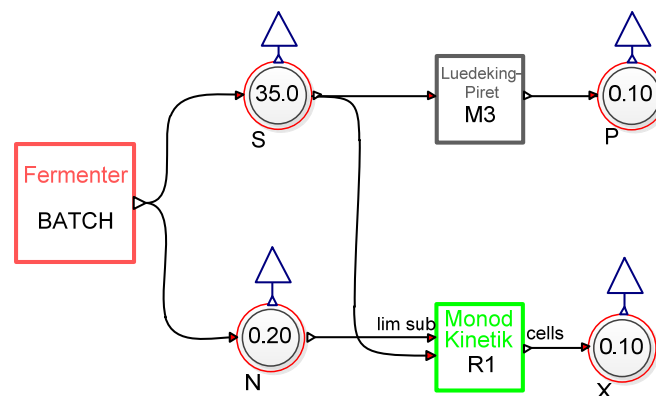 35.0
S
Luedeking-
Piret
M3
0.10
P
Fermenter
BATCH
0.20
N
lim sub
Monod
Kinetik
R1
cells
0.10
X